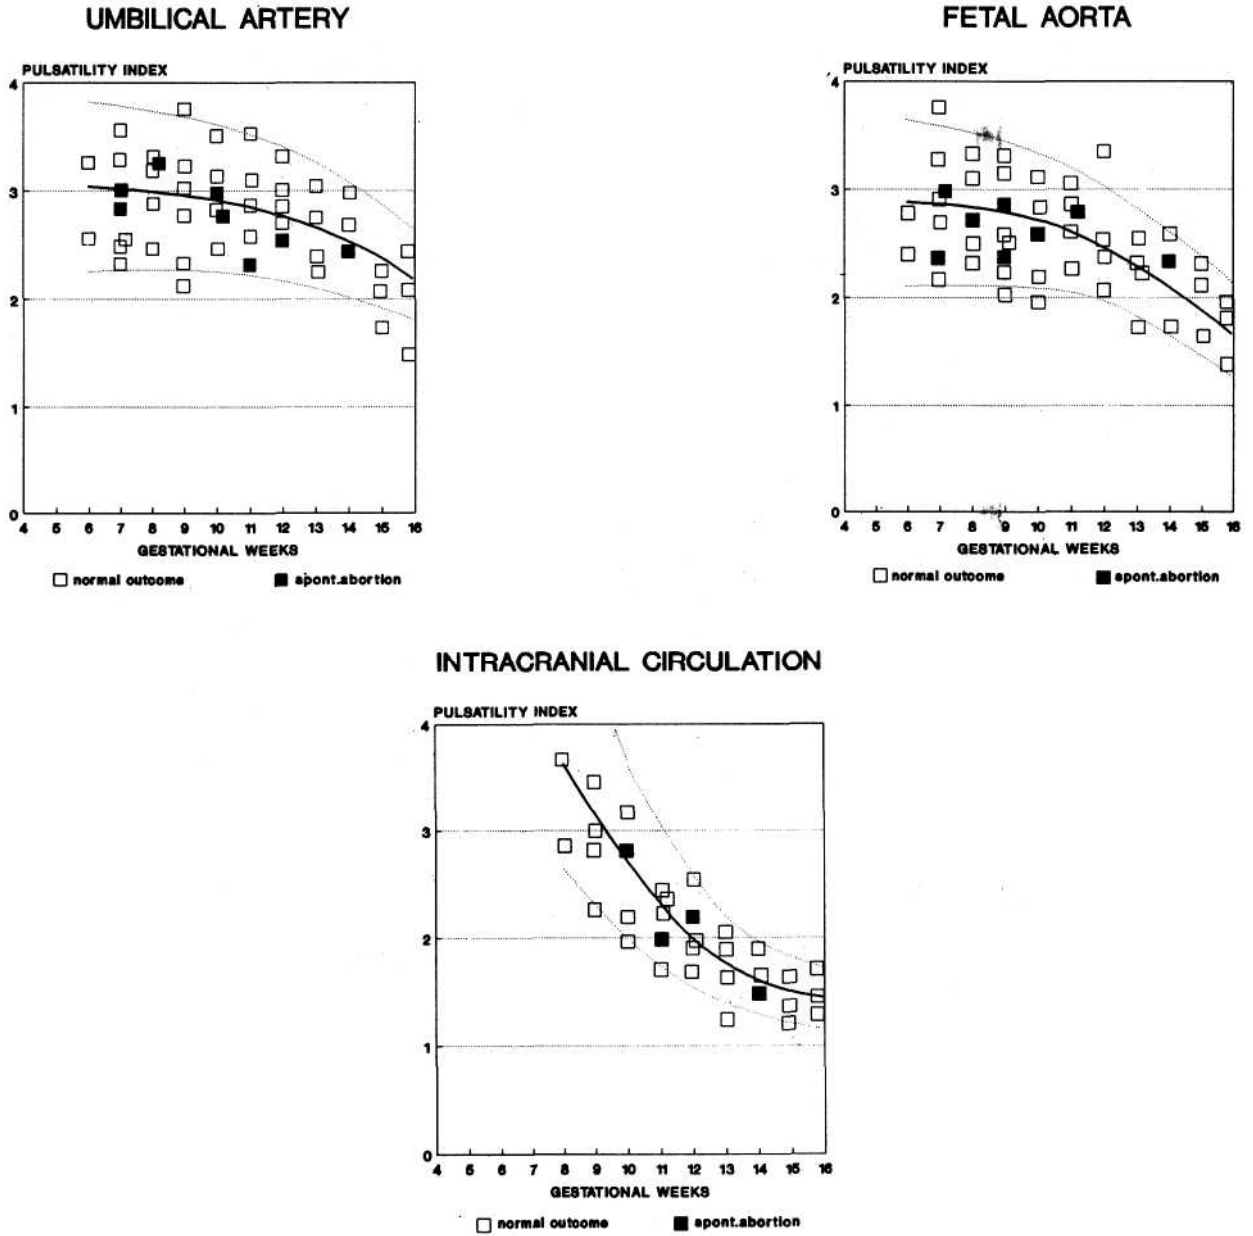 UMBILICAL ARTERY
PULSATILITY INDEX
4
3
2
1
0
4 5 6 7 8 9 10 11 12 13 14 15 16
GESTATIONAL WEEKS
normal outcome spont.abortion
FETAL AORTA
PULSATILITY INDEX
4
3
2
1
0
4 5 6 7 8 9 10 11 12 13 14 15 16
GESTATIONAL WEEKS
normal outcome spont.abortion
INTRACRANIAL CIRCULATION
PULSATILITY INDEX
4
3
2
1
0
4 5 6 7 8 9 10 11 12 13 14 15 16
GESTATIONAL WEEKS
normal outcome spont.abortion